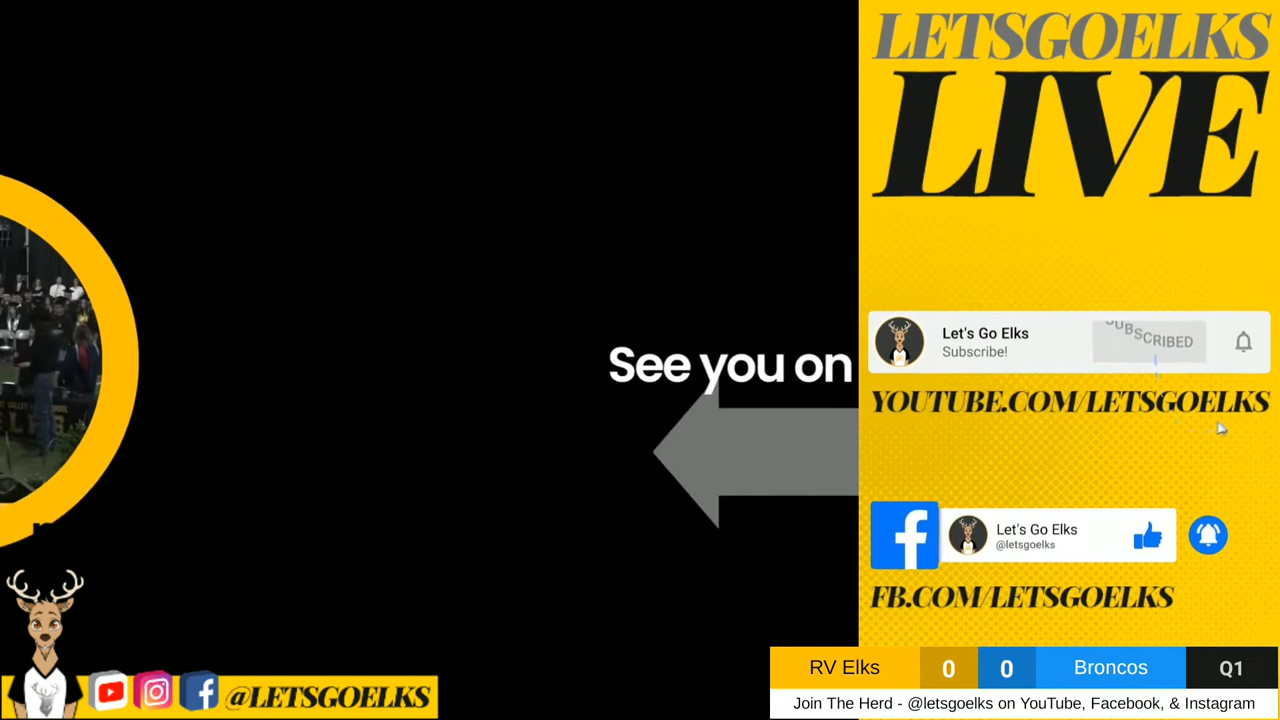 LETSGOELKS
LIVE
See you on
Let's Go Elks
Subscribe!
SUBSCRIBED
YOUTUBE.COM/LETSGOELKS
Let's Go Elks
@letsgoelks
FB.COM/LETSGOELKS
@LETSGOELKS
RV Elks 0 0 Broncos Q1
Join The Herd - @letsgoelks on YouTube, Facebook, & Instagram